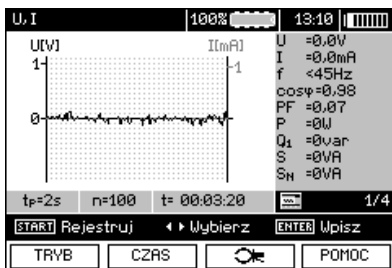 U,I 100% 13:10
U[V] I[mA]
1 1
0
U =0,0V
I =0,0mA
f <45Hz
cosφ=0,98
PF =0,07
P =0W
Q₁ =0var
S =0VA
Sɴ =0VA
tₚ=2s n=100 t= 00:03:20 1/4
START Rejestruj Wybierz ENTER Wpisz
TRYB CZAS POMOC